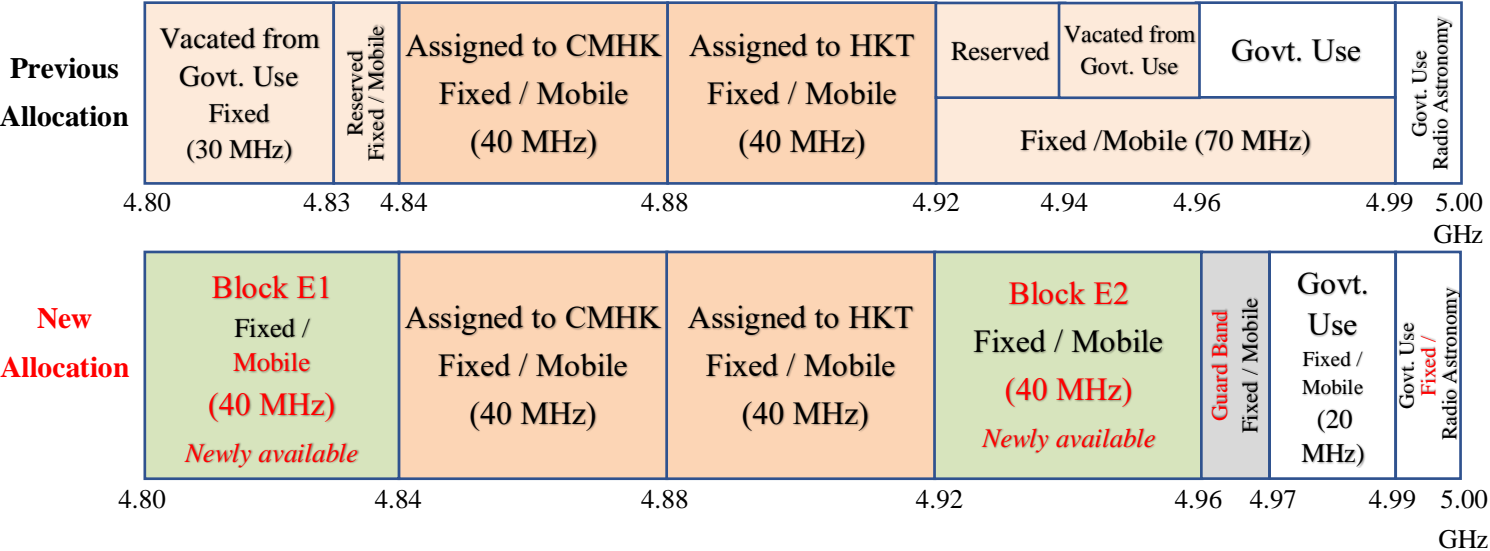 Previous
Allocation
Vacated from
Govt. Use
Fixed
(30 MHz)
Reserved
Fixed / Mobile
Assigned to CMHK
Fixed / Mobile
(40 MHz)
Assigned to HKT
Fixed / Mobile
(40 MHz)
Reserved
Vacated from
Govt. Use
Govt. Use
Fixed /Mobile (70 MHz)
Govt. Use
Radio Astronomy
4.80
4.83
4.84
4.88
4.92
4.94
4.96
4.99
5.00
GHz
New
Allocation
Block E1
Fixed /
Mobile
(40 MHz)
Newly available
Assigned to CMHK
Fixed / Mobile
(40 MHz)
Assigned to HKT
Fixed / Mobile
(40 MHz)
Block E2
Fixed / Mobile
(40 MHz)
Newly available
Guard Band
Fixed / Mobile
Govt.
Use
Fixed /
Mobile
(20
MHz)
Govt. Use
Fixed /
Radio Astronomy
4.80
4.84
4.88
4.92
4.96
4.97
4.99
5.00
GHz